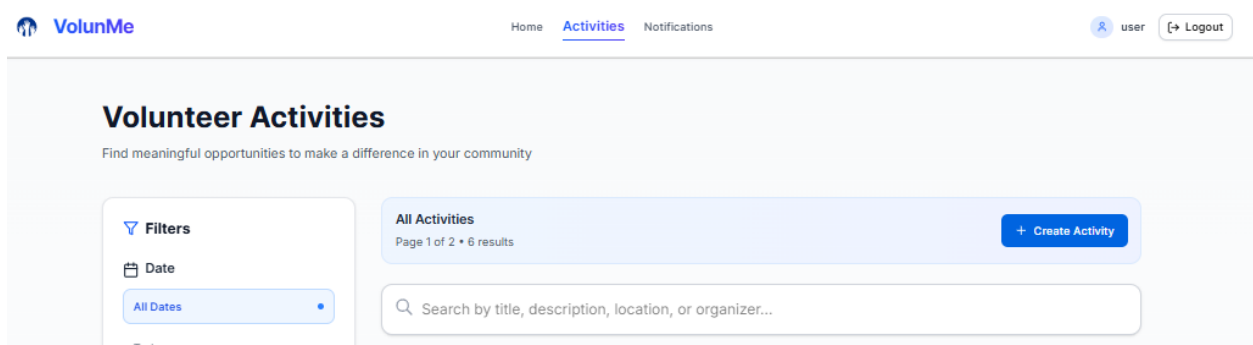 VolunMe
Home Activities Notifications
user Logout
Volunteer Activities
Find meaningful opportunities to make a difference in your community
Filters
Date
All Dates
All Activities
Page 1 of 2 • 6 results
+ Create Activity
Search by title, description, location, or organizer...